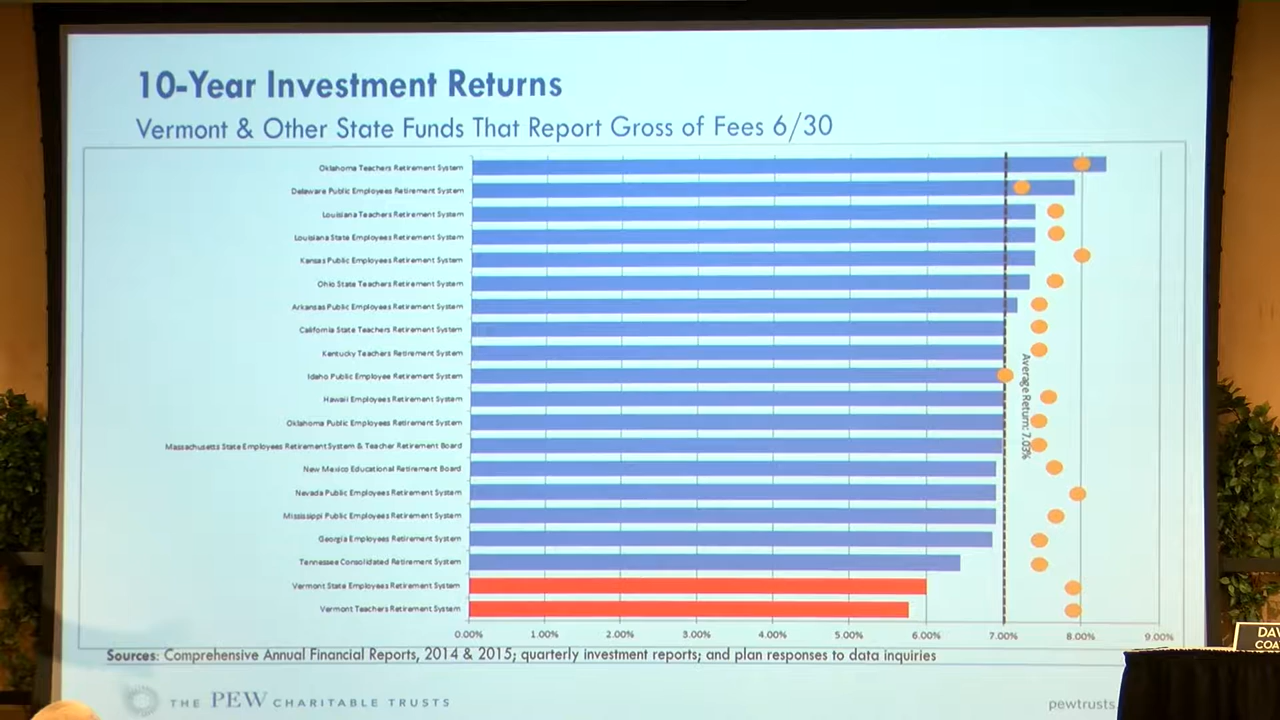 10-Year Investment Returns
Vermont & Other State Funds That Report Gross of Fees 6/30
Oklahoma Teachers Retirement System
Delaware Public Employees Retirement System
Louisiana Teachers Retirement System
Louisiana State Employees Retirement System
Kansas Public Employees Retirement System
Ohio State Teachers Retirement System
Arkansas Public Employees Retirement System
California State Teachers Retirement System
Kentucky Teachers Retirement System
Idaho Public Employee Retirement System
Hawaii Employees Retirement System
Oklahoma Public Employees Retirement System
Massachusetts State Employees Retirement System & Teacher Retirement Board
New Mexico Educational Retirement Board
Nevada Public Employees Retirement System
Mississippi Public Employees Retirement System
Georgia Employees Retirement System
Tennessee Consolidated Retirement System
Vermont State Employees Retirement System
Vermont Teachers Retirement System
Average Return: 7.03%
0.00% 1.00% 2.00% 3.00% 4.00% 5.00% 6.00% 7.00% 8.00% 9.00%
Sources: Comprehensive Annual Financial Reports, 2014 & 2015; quarterly investment reports; and plan responses to data inquiries
THE PEW CHARITABLE TRUSTS
pewtrusts.
DAV
COA